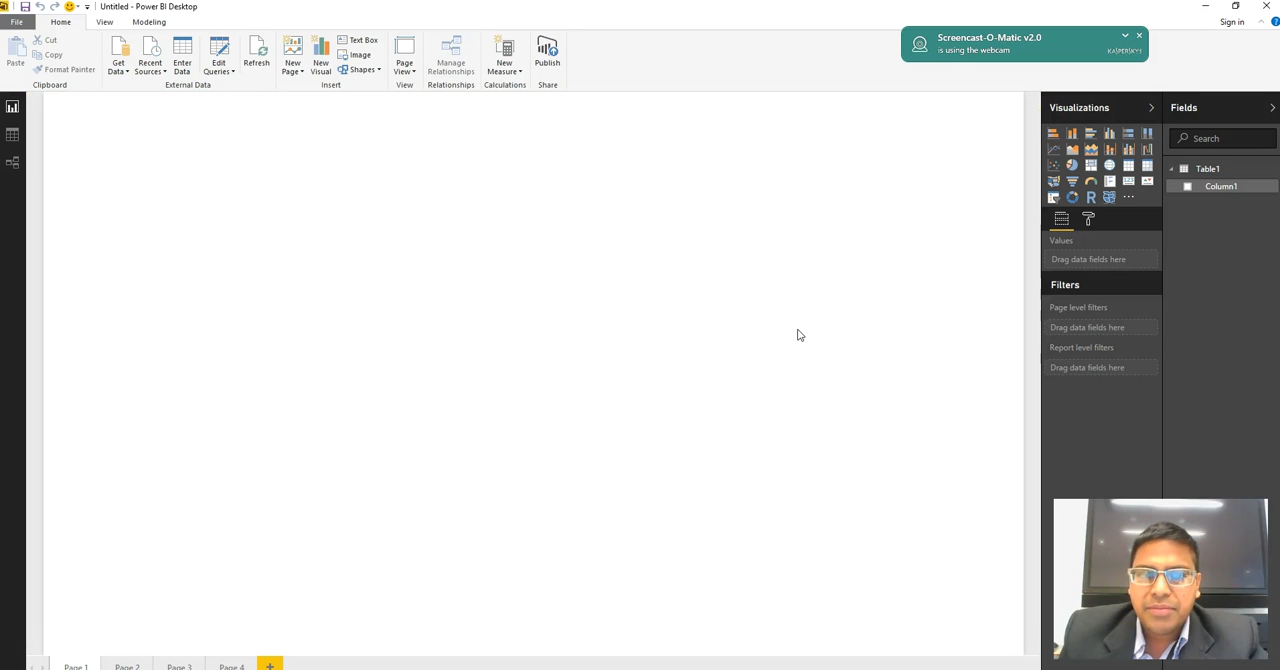 Untitled - Power BI Desktop
File
Home
View
Modeling
Sign in
Paste
Cut
Copy
Format Painter
Clipboard
Get Data
Recent Sources
Enter Data
Edit Queries
Refresh
External Data
New Page
New Visual
Text Box
Image
Shapes
Insert
Page View
View
Manage Relationships
Relationships
New Measure
Calculations
Publish
Share
Screencast-O-Matic v2.0
is using the webcam
KASPERSKY
Visualizations
Fields
Search
Table1
Column1
R
Values
Drag data fields here
Filters
Page level filters
Drag data fields here
Report level filters
Drag data fields here
Page 1
Page 2
Page 3
Page 4